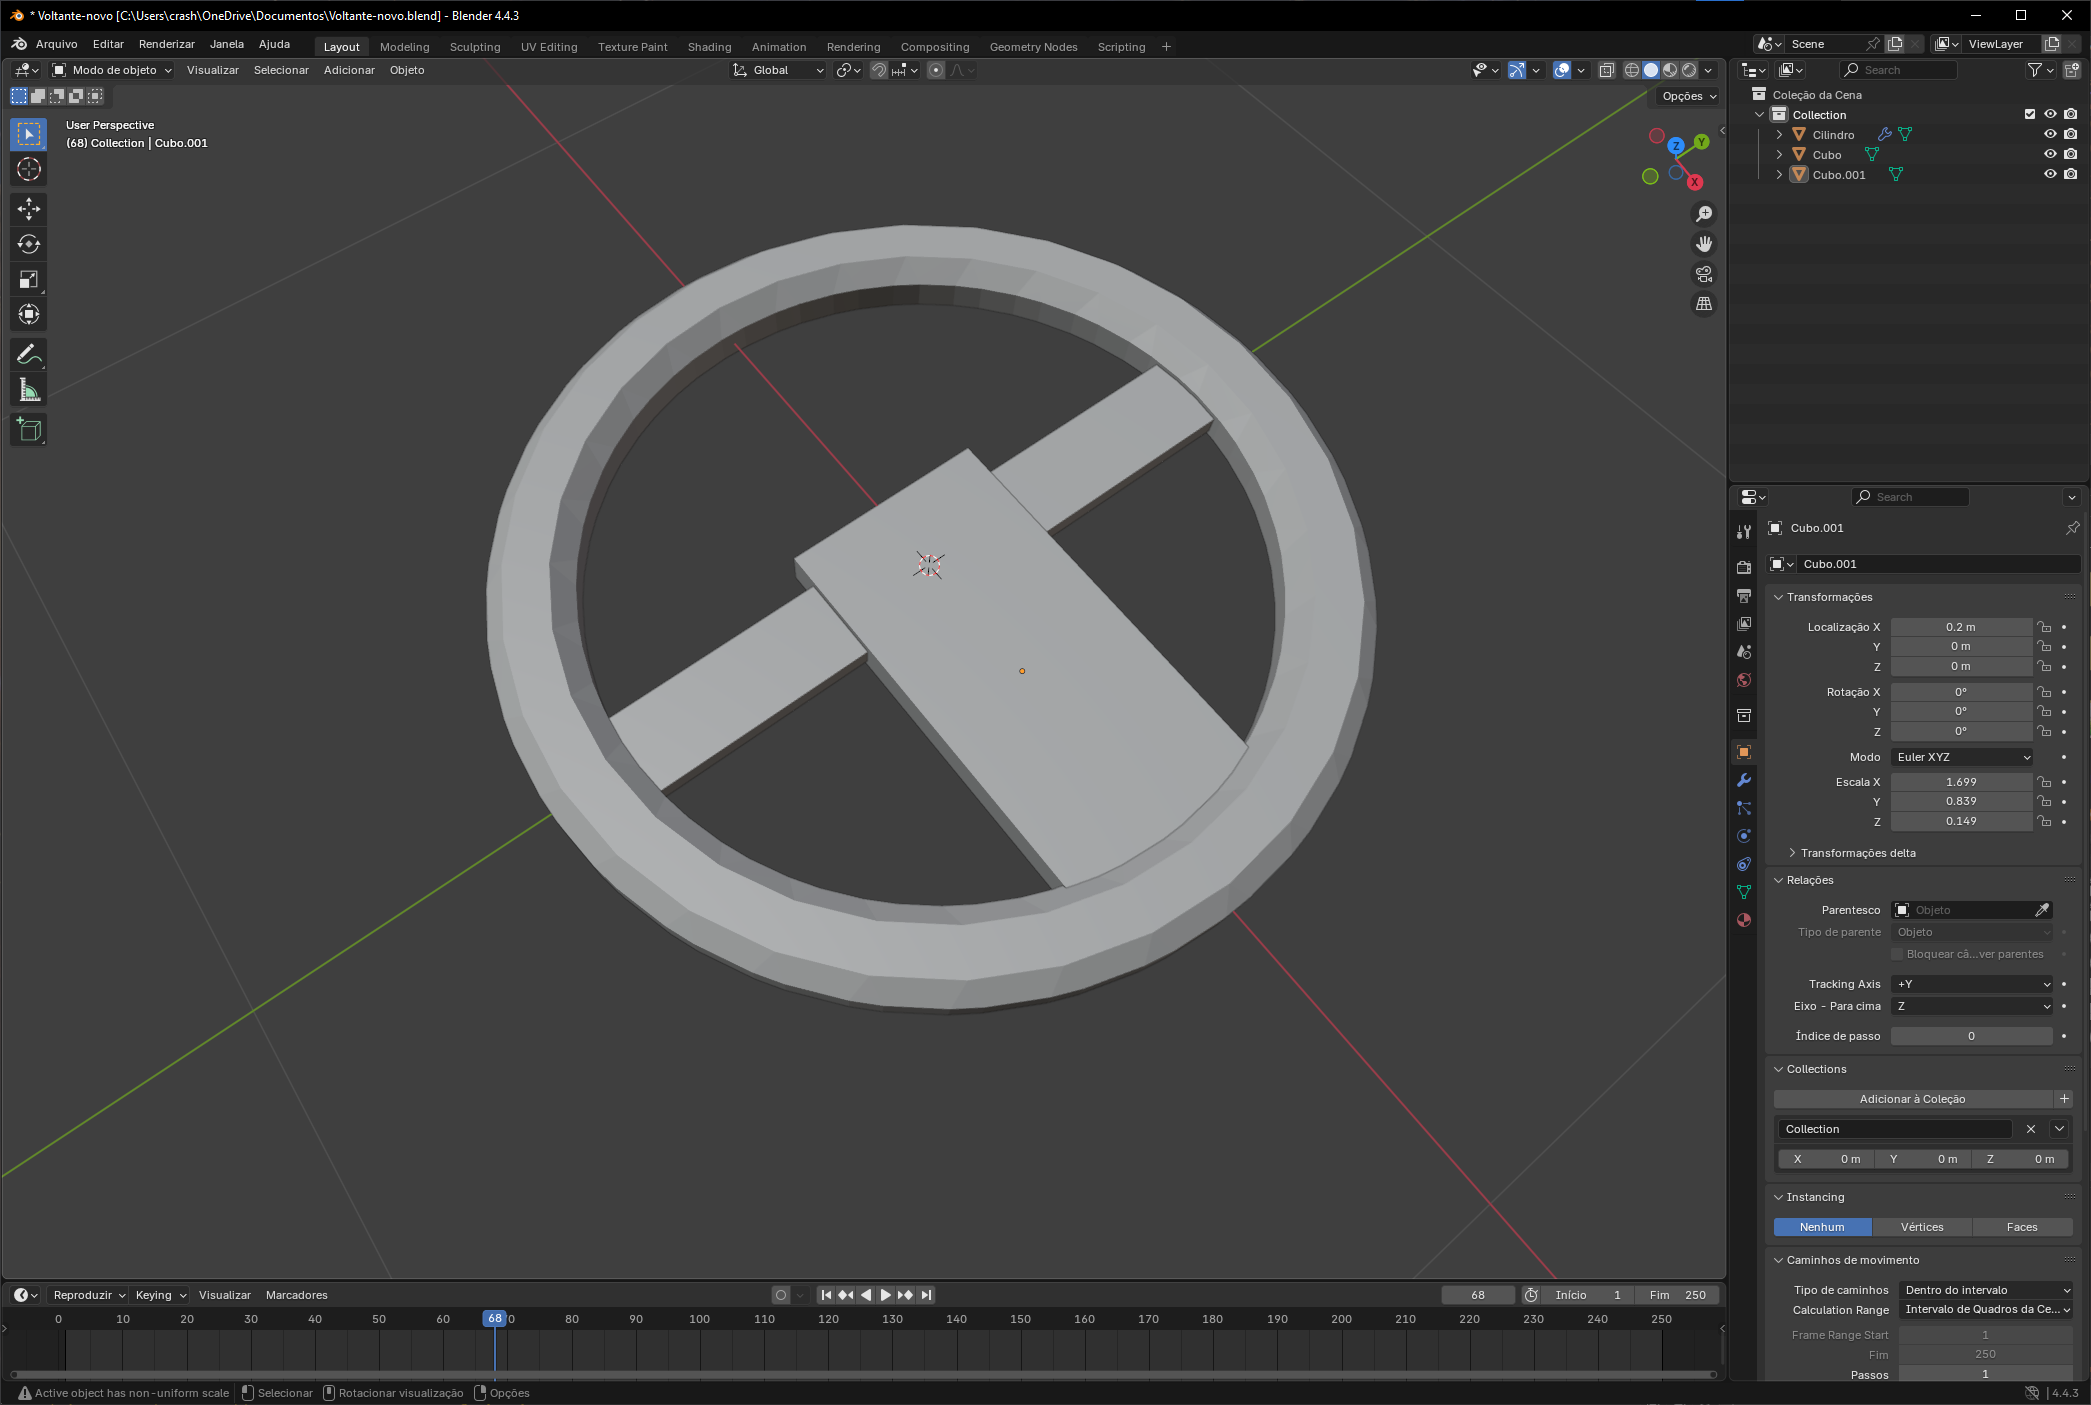 * Voltante-novo [C:\Users\crash\OneDrive\Documentos\Voltante-novo.blend] - Blender 4.4.3
Arquivo Editar Renderizar Janela Ajuda Layout Modeling Sculpting UV Editing Texture Paint Shading Animation Rendering Compositing Geometry Nodes Scripting + Scene ViewLayer
Modo de objeto Visualizar Selecionar Adicionar Objeto Global Search
Opções
User Perspective
(68) Collection | Cubo.001
Z Y X
Coleção da Cena
Collection
Cilindro
Cubo
Cubo.001
Search
Cubo.001
Cubo.001
Transformações
Localização X 0.2 m
Y 0 m
Z 0 m
Rotação X 0°
Y 0°
Z 0°
Modo Euler XYZ
Escala X 1.699
Y 0.839
Z 0.149
Transformações delta
Relações
Parentesco Objeto
Tipo de parente Objeto
Bloquear câ...ver parentes
Tracking Axis +Y
Eixo - Para cima Z
Índice de passo 0
Collections
Adicionar à Coleção +
Collection
X 0 m Y 0 m Z 0 m
Instancing
Nenhum Vértices Faces
Caminhos de movimento
Tipo de caminhos Dentro do intervalo
Calculation Range Intervalo de Quadros da Ce...
Frame Range Start 1
Fim 250
Passos 1
Reproduzir Keying Visualizar Marcadores 68 Início 1 Fim 250
0 10 20 30 40 50 60 68 0 80 90 100 110 120 130 140 150 160 170 180 190 200 210 220 230 240 250
Active object has non-uniform scale Selecionar Rotacionar visualização Opções 4.4.3